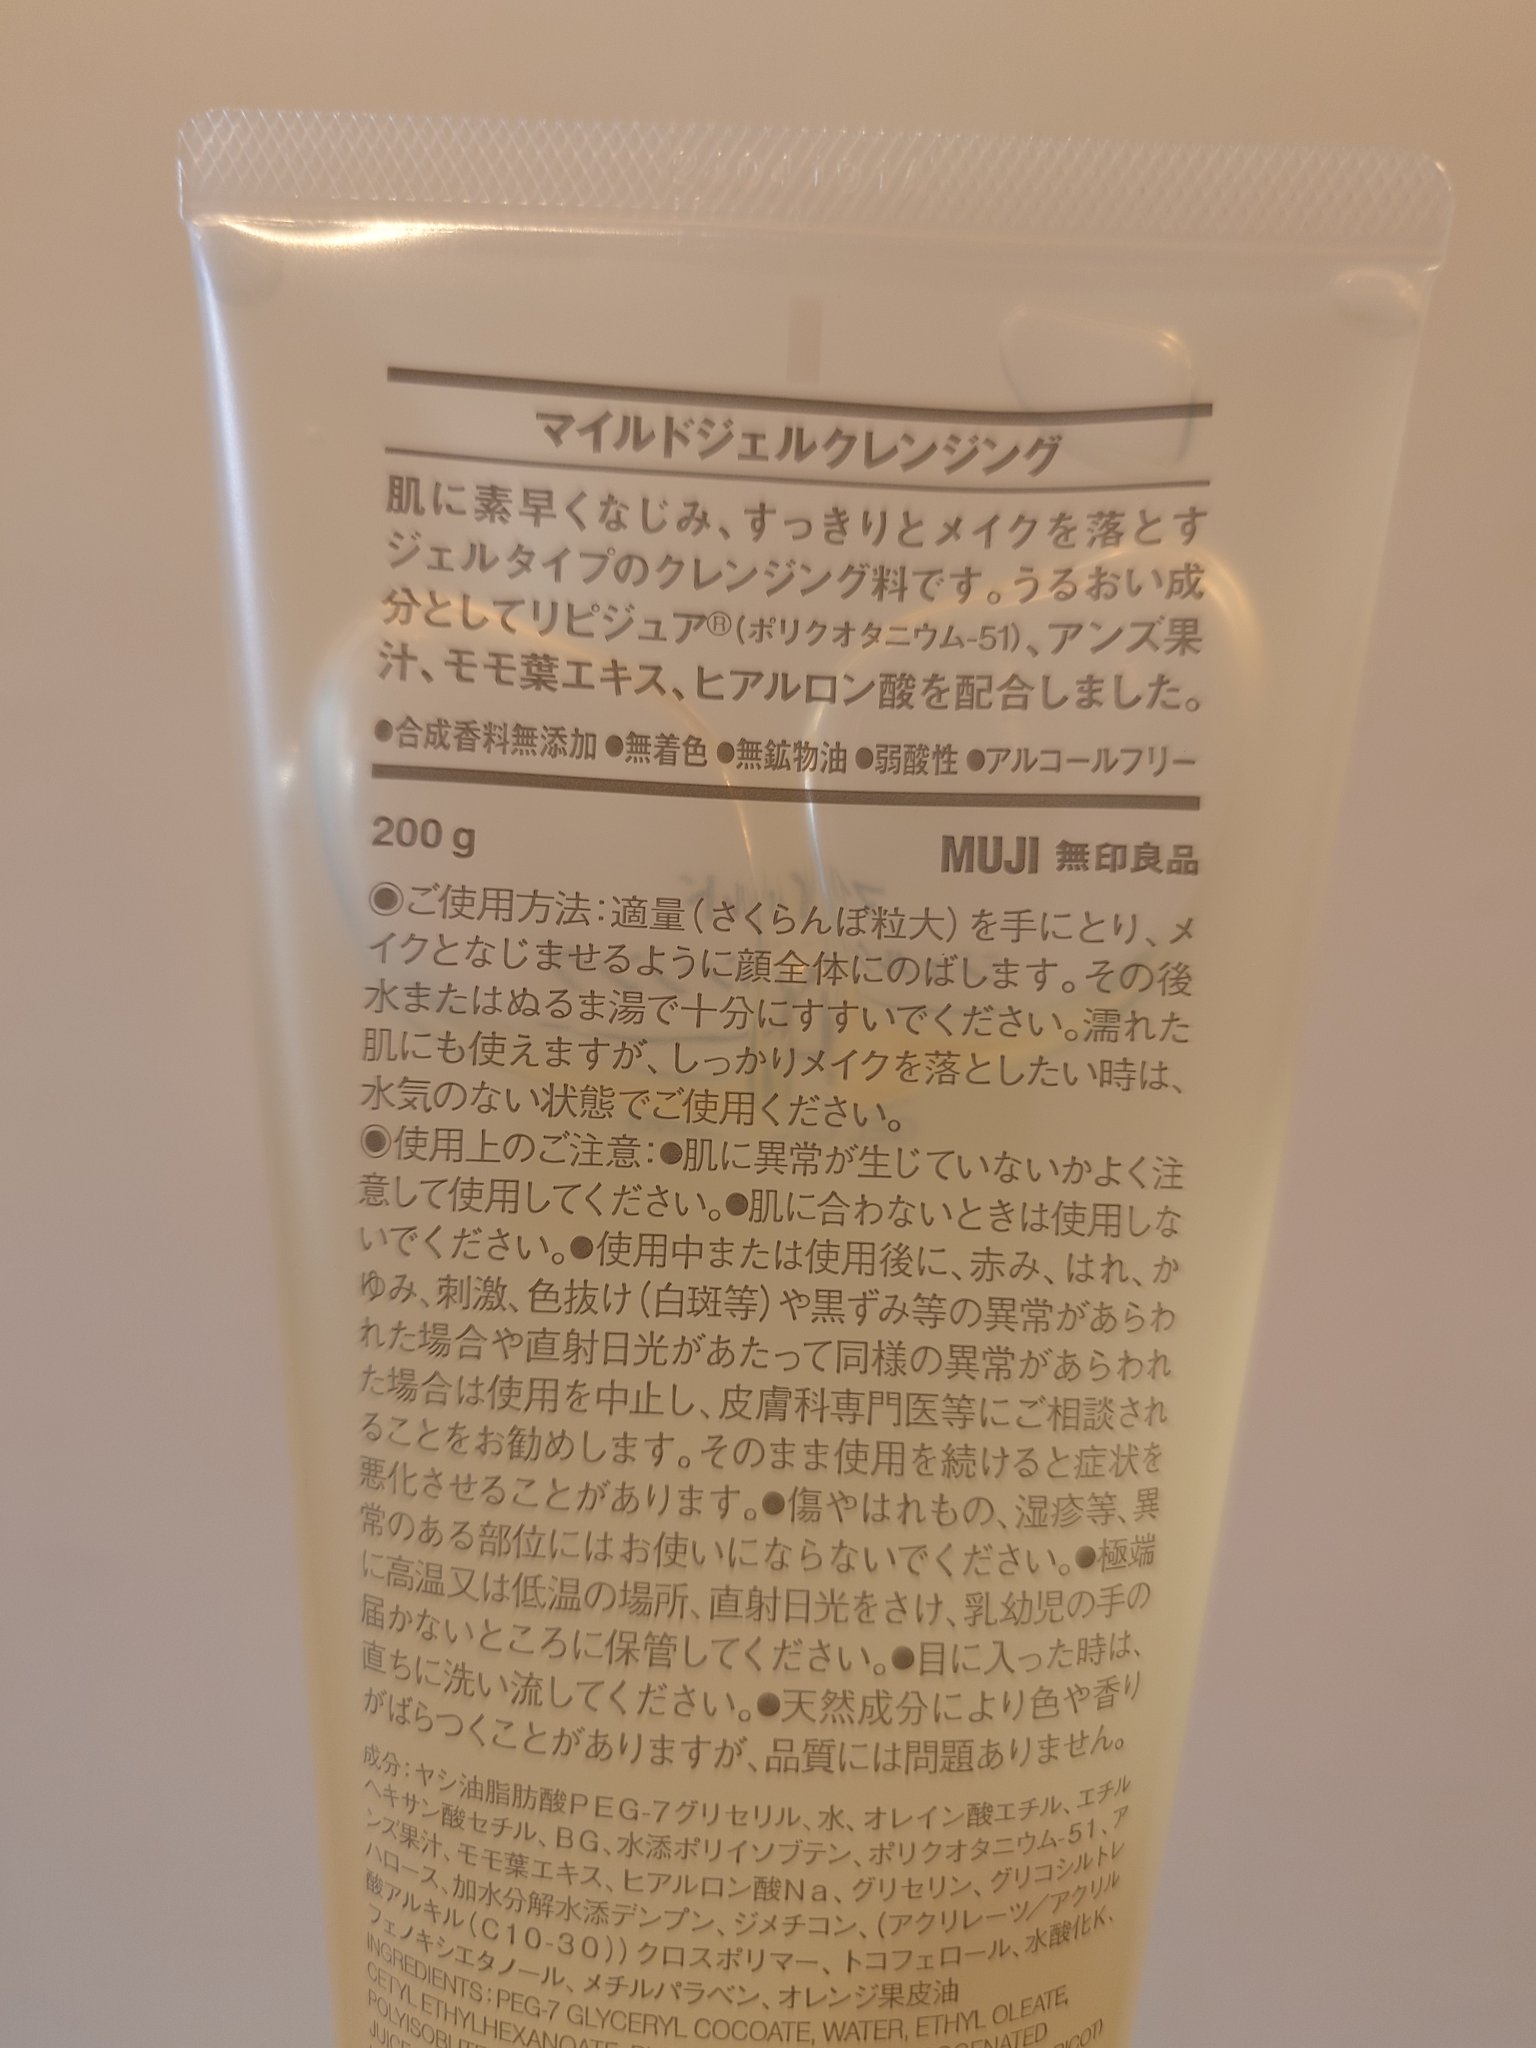 マイルドジェルクレンジング
肌に素早くなじみ、すっきりとメイクを落とす
ジェルタイプのクレンジング料です。うるおい成
分としてリピジュア®(ポリクオタニウム-51)、アンズ果
汁、モモ葉エキス、ヒアルロン酸を配合しました。
●合成香料無添加 ●無着色 ●無鉱物油 ●弱酸性 ●アルコールフリー
200 g
MUJI 無印良品
◉ご使用方法：適量（さくらんぼ粒大）を手にとり、メ
イクとなじませるように顔全体にのばします。その後
水またはぬるま湯で十分にすすいでください。濡れた
肌にも使えますが、しっかりメイクを落としたい時は、
水気のない状態でご使用ください。
◉使用上のご注意：●肌に異常が生じていないかよく注
意して使用してください。●肌に合わないときは使用しな
いでください。●使用中または使用後に、赤み、はれ、か
ゆみ、刺激、色抜け（白斑等）や黒ずみ等の異常があらわ
れた場合や直射日光があたって同様の異常があらわれ
た場合は使用を中止し、皮膚科専門医等にご相談され
ることをお勧めします。そのまま使用を続けると症状を
悪化させることがあります。●傷やはれもの、湿疹等、異
常のある部位にはお使いにならないでください。●極端
に高温又は低温の場所、直射日光をさけ、乳幼児の手の
届かないところに保管してください。●目に入った時は、
直ちに洗い流してください。●天然成分により色や香り
がばらつくことがありますが、品質には問題ありません。
成分：ヤシ油脂肪酸ＰＥＧ-7グリセリル、水、オレイン酸エチル、エチル
ヘキサン酸セチル、BG、水添ポリイソブテン、ポリクオタニウム-51、ア
ンズ果汁、モモ葉エキス、ヒアルロン酸Ｎａ、グリセリン、グリコシルトレ
ハロース、加水分解水添デンプン、ジメチコン、（アクリレーツ／アクリル
酸アルキル（Ｃ１０-３０））クロスポリマー、トコフェロール、水酸化K、
フェノキシエタノール、メチルパラベン、オレンジ果皮油
INGREDIENTS：PEG-7 GLYCERYL COCOATE, WATER, ETHYL OLEATE,
CETYL ETHYLHEXANOATE,